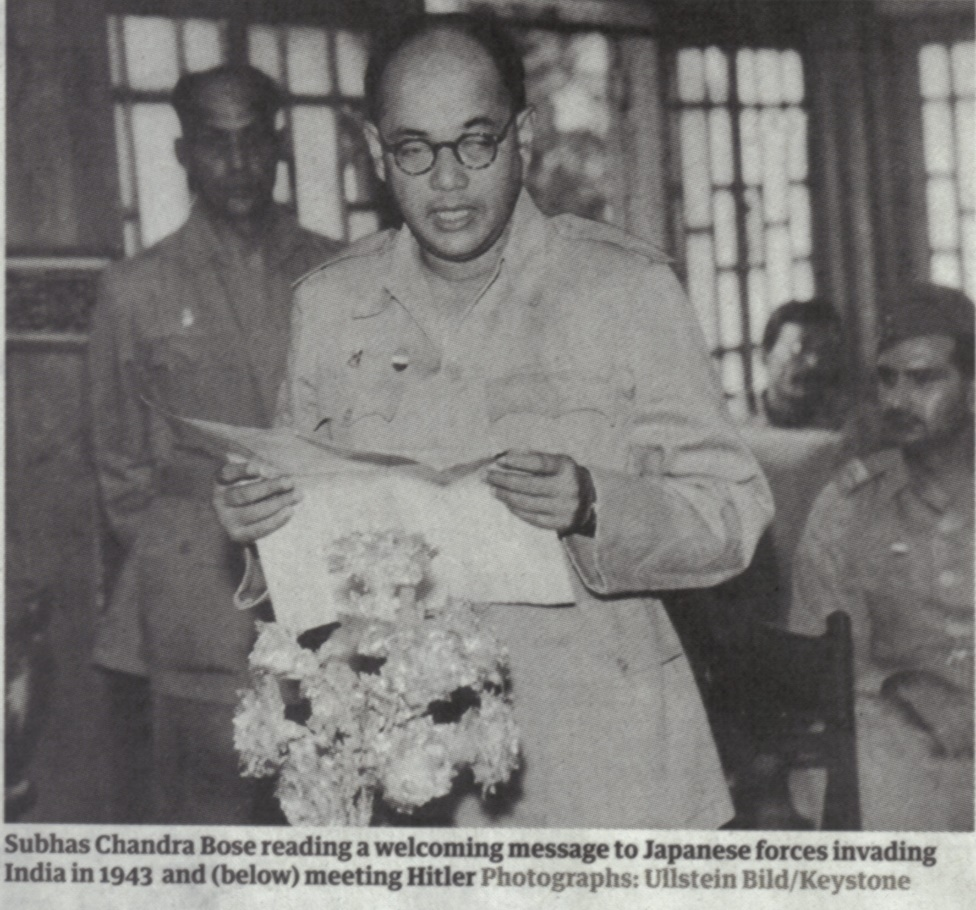 Subhas Chandra Bose reading a welcoming message to Japanese forces invading
India in 1943 and (below) meeting Hitler Photographs: Ullstein Bild/Keystone